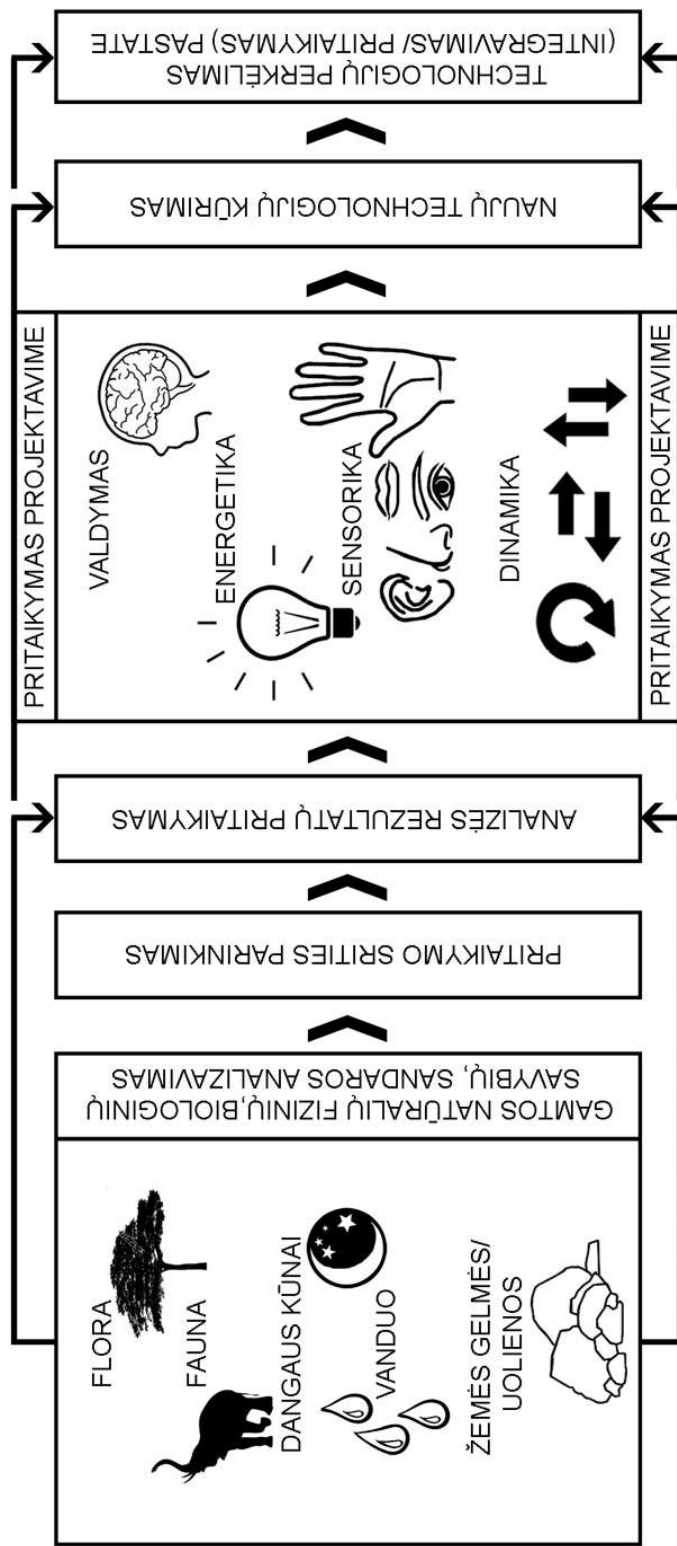 FLORA
FAUNA
DANGAUS KŪNAI
VANDUO
ŽEMĖS GELMĖS/
UOLIENOS
GAMTOS NATŪRALIŲ FIZINIŲ,BIOLOGINIŲ
SAVYBIŲ, SANDAROS ANALIZAVIMAS
PRITAIKYMO SRITIES PARINKIMAS
ANALIZĖS REZULTATŲ PRITAIKYMAS
PRITAIKYMAS PROJEKTAVIME
VALDYMAS
ENERGETIKA
SENSORIKA
DINAMIKA
PRITAIKYMAS PROJEKTAVIME
NAUJŲ TECHNOLOGIJŲ KŪRIMAS
TECHNOLOGIJŲ PERKĖLIMAS
(INTEGRAVIMAS/ PRITAIKYMAS) PASTATE